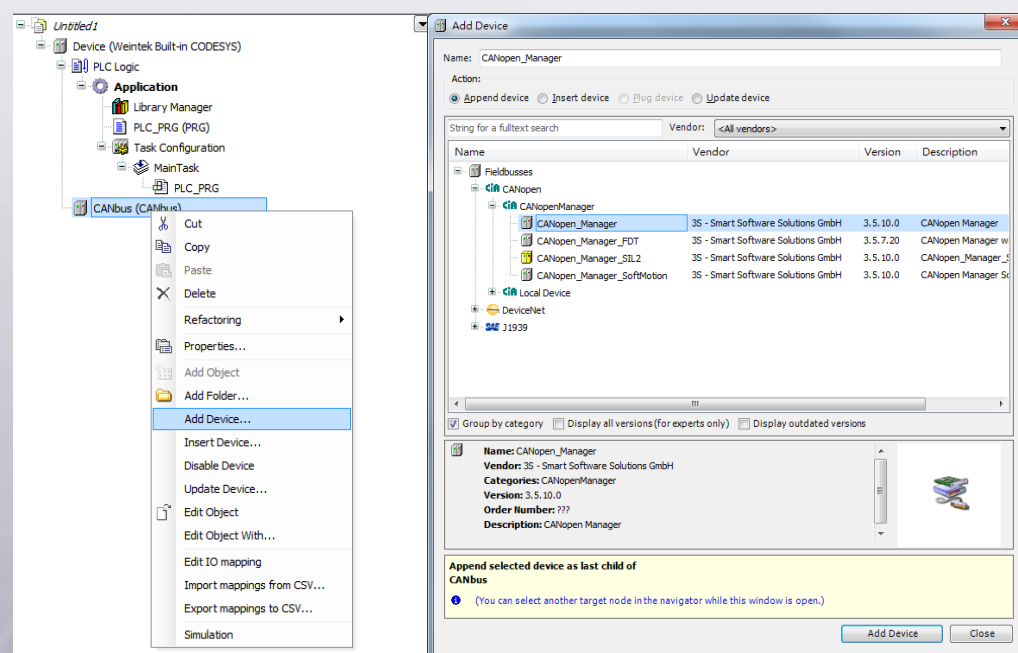 Untitled1
Device (Weintek Built-in CODESYS)
PLC Logic
Application
Library Manager
PLC_PRG (PRG)
Task Configuration
MainTask
PLC_PRG
CANbus (CANbus)
Cut
Copy
Paste
Delete
Refactoring
Properties...
Add Object
Add Folder...
Add Device...
Insert Device...
Disable Device
Update Device...
Edit Object
Edit Object With...
Edit IO mapping
Import mappings from CSV...
Export mappings to CSV...
Simulation
Add Device
Name: CANopen_Manager
Action:
Append device Insert device Plug device Update device
String for a fulltext search Vendor: <All vendors>
Name Vendor Version Description
Fieldbusses
CiA CANopen
CiA CANopenManager
CANopen_Manager 3S - Smart Software Solutions GmbH 3.5.10.0 CANopen Manager
CANopen_Manager_FDT 3S - Smart Software Solutions GmbH 3.5.7.20 CANopen Manager w
CANopen_Manager_SIL2 3S - Smart Software Solutions GmbH 3.5.10.0 CANopen_Manager_S
CANopen_Manager_SoftMotion 3S - Smart Software Solutions GmbH 3.5.10.0 CANopen Manager So
CiA Local Device
DeviceNet
SAE J1939
Group by category Display all versions (for experts only) Display outdated versions
Name: CANopen_Manager
Vendor: 3S - Smart Software Solutions GmbH
Categories: CANopenManager
Version: 3.5.10.0
Order Number: ???
Description: CANopen Manager
Append selected device as last child of
CANbus
(You can select another target node in the navigator while this window is open.)
Add Device Close